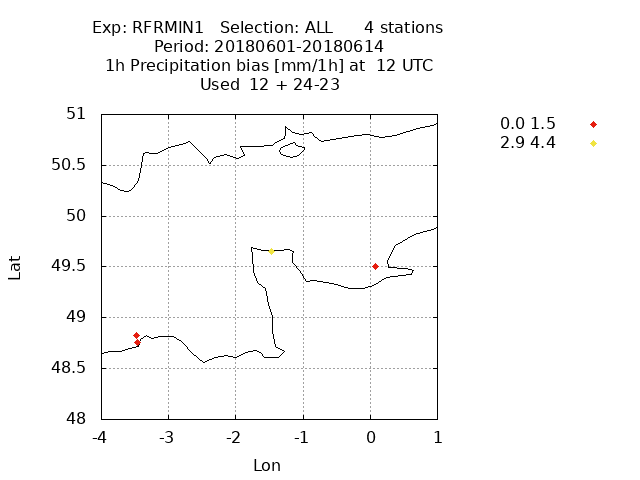 Exp: RFRMIN1   Selection: ALL      4 stations
Period: 20180601-20180614
1h Precipitation bias [mm/1h] at  12 UTC
Used  12 + 24-23
0.0 1.5
2.9 4.4
51
50.5
50
49.5
49
48.5
48
Lat
-4 -3 -2 -1 0 1
Lon